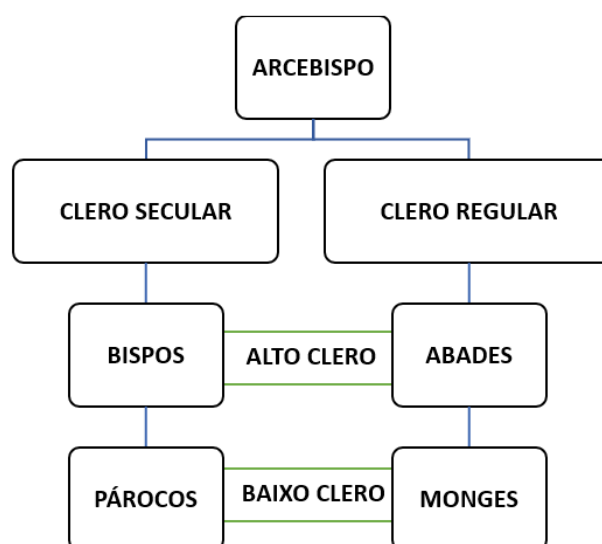 ARCEBISPO
CLERO SECULAR
CLERO REGULAR
BISPOS
ALTO CLERO
ABADES
PÁROCOS
BAIXO CLERO
MONGES